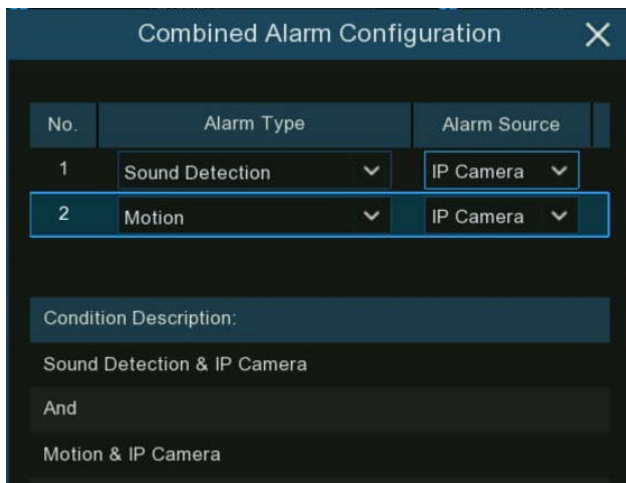 Combined Alarm Configuration
No. Alarm Type Alarm Source
1 Sound Detection IP Camera
2 Motion IP Camera
Condition Description:
Sound Detection & IP Camera
And
Motion & IP Camera